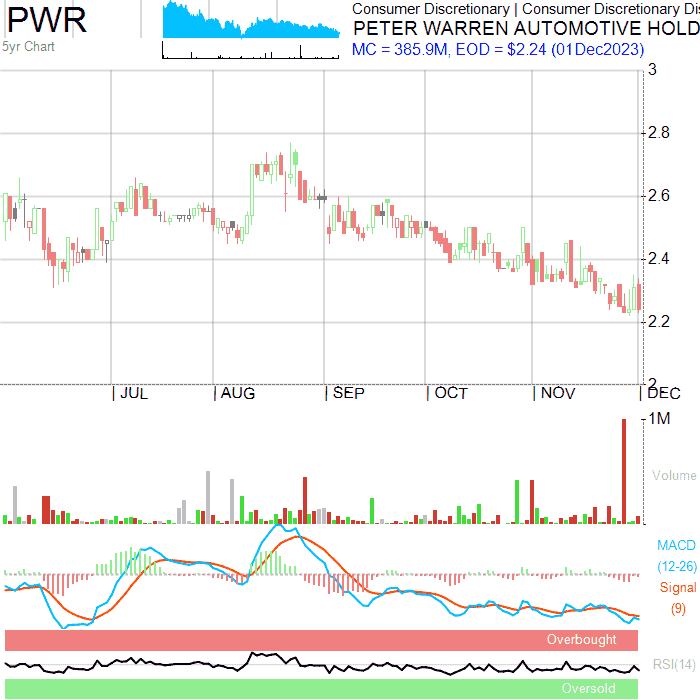 PWR
5yr Chart
Consumer Discretionary | Consumer Discretionary Dis
PETER WARREN AUTOMOTIVE HOLD
MC = 385.9M, EOD = $2.24 (01Dec2023)
3
2.8
2.6
2.4
2.2
2
| JUL | AUG | SEP | OCT | NOV | DEC
1M
Volume
MACD
(12-26)
Signal
(9)
Overbought
RSI(14)
Oversold